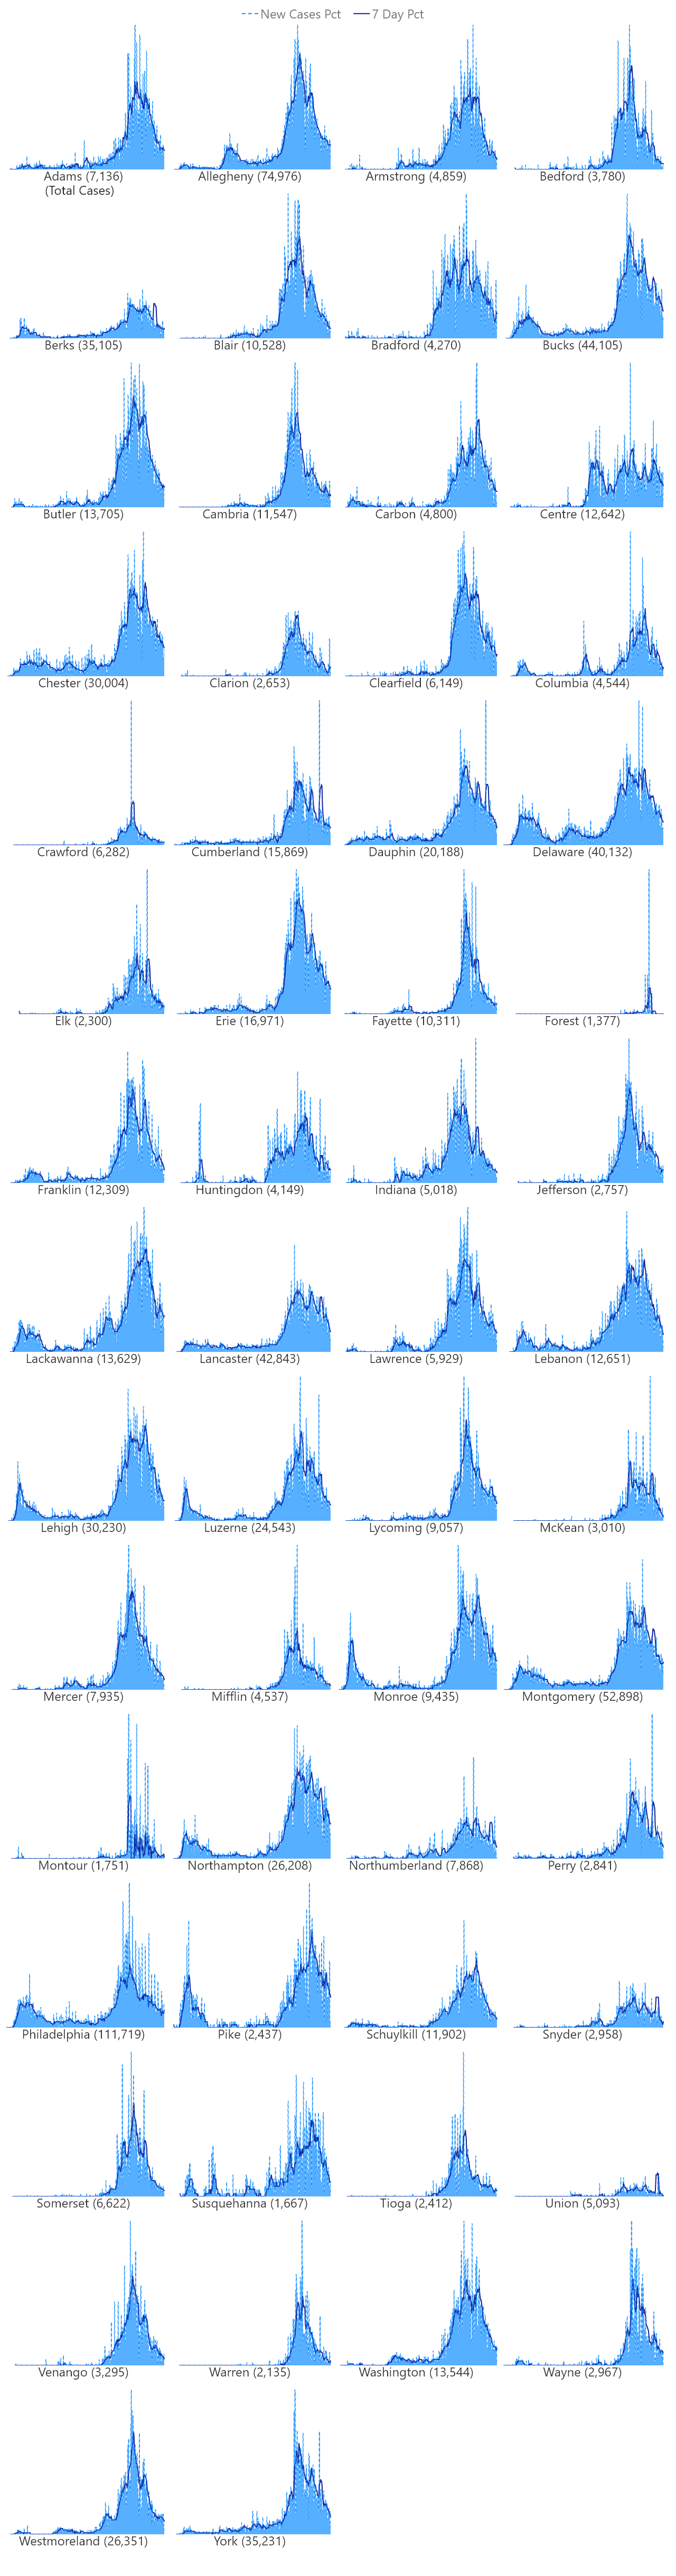 New Cases Pct 7 Day Pct
Adams (7,136) Allegheny (74,976) Armstrong (4,859) Bedford (3,780)
(Total Cases)
Berks (35,105) Blair (10,528) Bradford (4,270) Bucks (44,105)
Butler (13,705) Cambria (11,547) Carbon (4,800) Centre (12,642)
Chester (30,004) Clarion (2,653) Clearfield (6,149) Columbia (4,544)
Crawford (6,282) Cumberland (15,869) Dauphin (20,188) Delaware (40,132)
Elk (2,300) Erie (16,971) Fayette (10,311) Forest (1,377)
Franklin (12,309) Huntingdon (4,149) Indiana (5,018) Jefferson (2,757)
Lackawanna (13,629) Lancaster (42,843) Lawrence (5,929) Lebanon (12,651)
Lehigh (30,230) Luzerne (24,543) Lycoming (9,057) McKean (3,010)
Mercer (7,935) Mifflin (4,537) Monroe (9,435) Montgomery (52,898)
Montour (1,751) Northampton (26,208) Northumberland (7,868) Perry (2,841)
Philadelphia (111,719) Pike (2,437) Schuylkill (11,902) Snyder (2,958)
Somerset (6,622) Susquehanna (1,667) Tioga (2,412) Union (5,093)
Venango (3,295) Warren (2,135) Washington (13,544) Wayne (2,967)
Westmoreland (26,351) York (35,231)